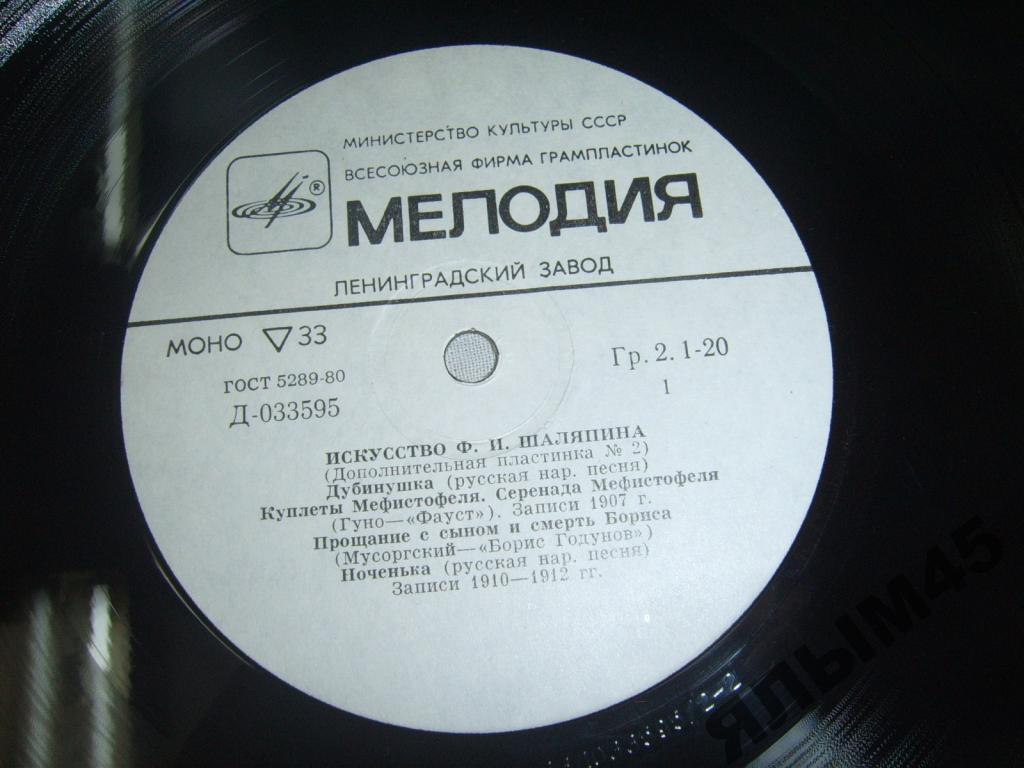 МИНИСТЕРСТВО КУЛЬТУРЫ СССР
ВСЕСОЮЗНАЯ ФИРМА ГРАМПЛАСТИНОК
®
МЕЛОДИЯ
ЛЕНИНГРАДСКИЙ ЗАВОД
МОНО ▽ 33
Гр. 2. 1-20
ГОСТ 5289-80
1
Д-033595
ИСКУССТВО Ф. И. ШАЛЯПИНА
(Дополнительная пластинка № 2)
Дубинушка (русская нар. песня)
Куплеты Мефистофеля. Серенада Мефистофеля
(Гуно—«Фауст»). Записи 1907 г.
Прощание с сыном и смерть Бориса
(Мусоргский—«Борис Годунов»)
Ноченька (русская нар. песня)
Записи 1910—1912 гг.
ЯЛЫМ45